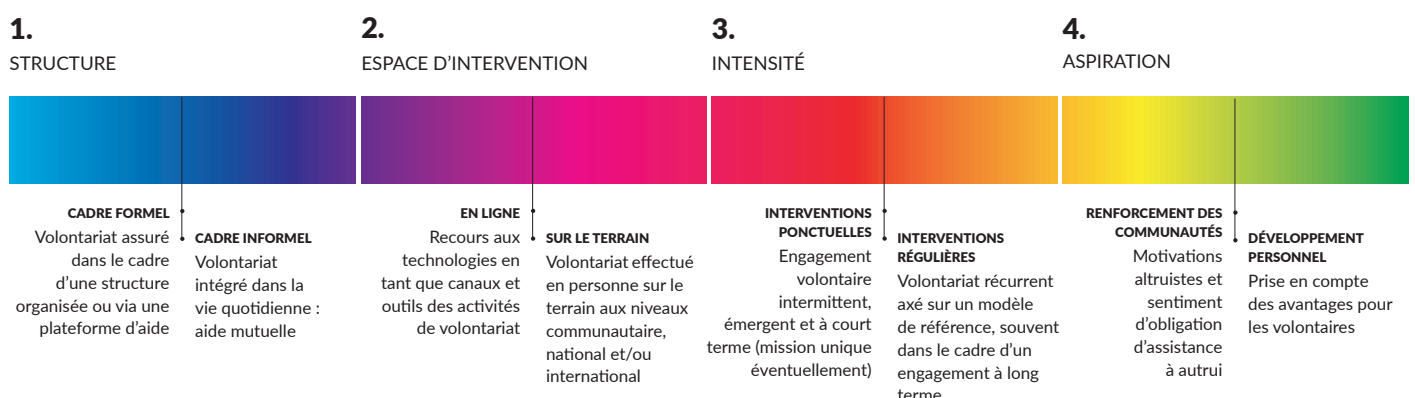 1.
STRUCTURE
CADRE FORMEL
Volontariat assuré
dans le cadre
d’une structure
organisée ou via une
plateforme d’aide
CADRE INFORMEL
Volontariat
intégré dans la
vie quotidienne :
aide mutuelle
2.
ESPACE D’INTERVENTION
EN LIGNE
Recours aux
technologies en
tant que canaux et
outils des activités
de volontariat
SUR LE TERRAIN
Volontariat effectué
en personne sur le
terrain aux niveaux
communautaire,
national et/ou
international
3.
INTENSITÉ
INTERVENTIONS
PONCTUELLES
Engagement
volontaire
intermittent,
émergent et à court
terme (mission unique
éventuellement)
INTERVENTIONS
RÉGULIÈRES
Volontariat récurrent
axé sur un modèle
de référence, souvent
dans le cadre d’un
engagement à long
terme
4.
ASPIRATION
RENFORCEMENT DES
COMMUNAUTÉS
Motivations
altruistes et
sentiment
d’obligation
d’assistance
à autrui
DÉVELOPPEMENT
PERSONNEL
Prise en compte
des avantages pour
les volontaires